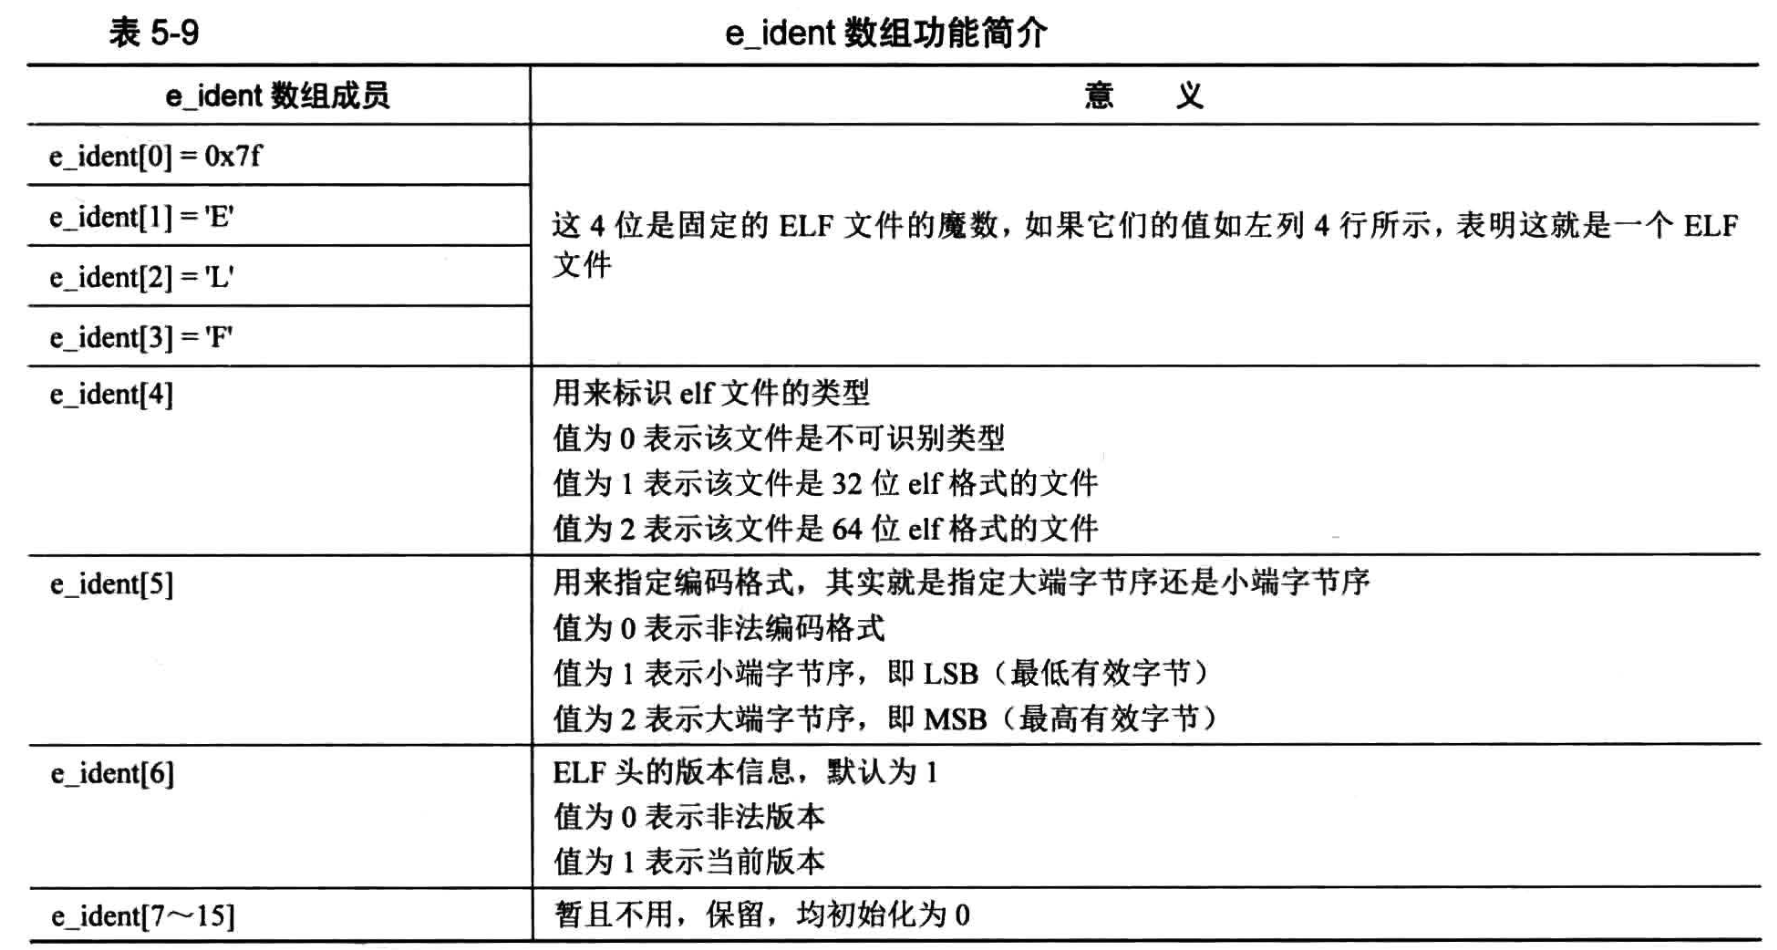 表 5-9 e_ident 数组功能简介
e_ident 数组成员 意 义
e_ident[0] = 0x7f
e_ident[1] = 'E'
e_ident[2] = 'L'
e_ident[3] = 'F'
这 4 位是固定的 ELF 文件的魔数，如果它们的值如左列 4 行所示，表明这就是一个 ELF
文件
e_ident[4] 用来标识 elf 文件的类型
值为 0 表示该文件是不可识别类型
值为 1 表示该文件是 32 位 elf 格式的文件
值为 2 表示该文件是 64 位 elf 格式的文件
e_ident[5] 用来指定编码格式，其实就是指定大端字节序还是小端字节序
值为 0 表示非法编码格式
值为 1 表示小端字节序，即 LSB（最低有效字节）
值为 2 表示大端字节序，即 MSB（最高有效字节）
e_ident[6] ELF 头的版本信息，默认为 1
值为 0 表示非法版本
值为 1 表示当前版本
e_ident[7～15] 暂且不用，保留，均初始化为 0